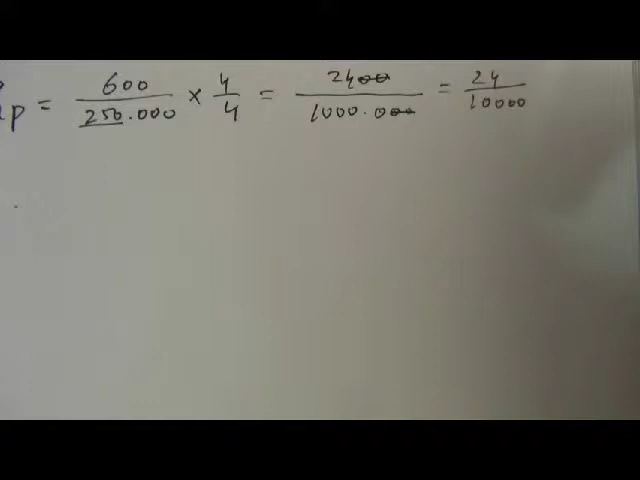 p = 600/250.000 × 4/4 = 2400/1000.000 = 24/10000